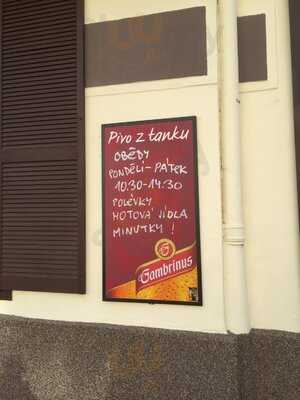 Pivo z tanku
OBĚDY
PONDĚLÍ - PÁTEK
10.30-14.30
POLÉVKY
HOTOVÁ JÍDLA
MINUTKY !
G
Gambrinus